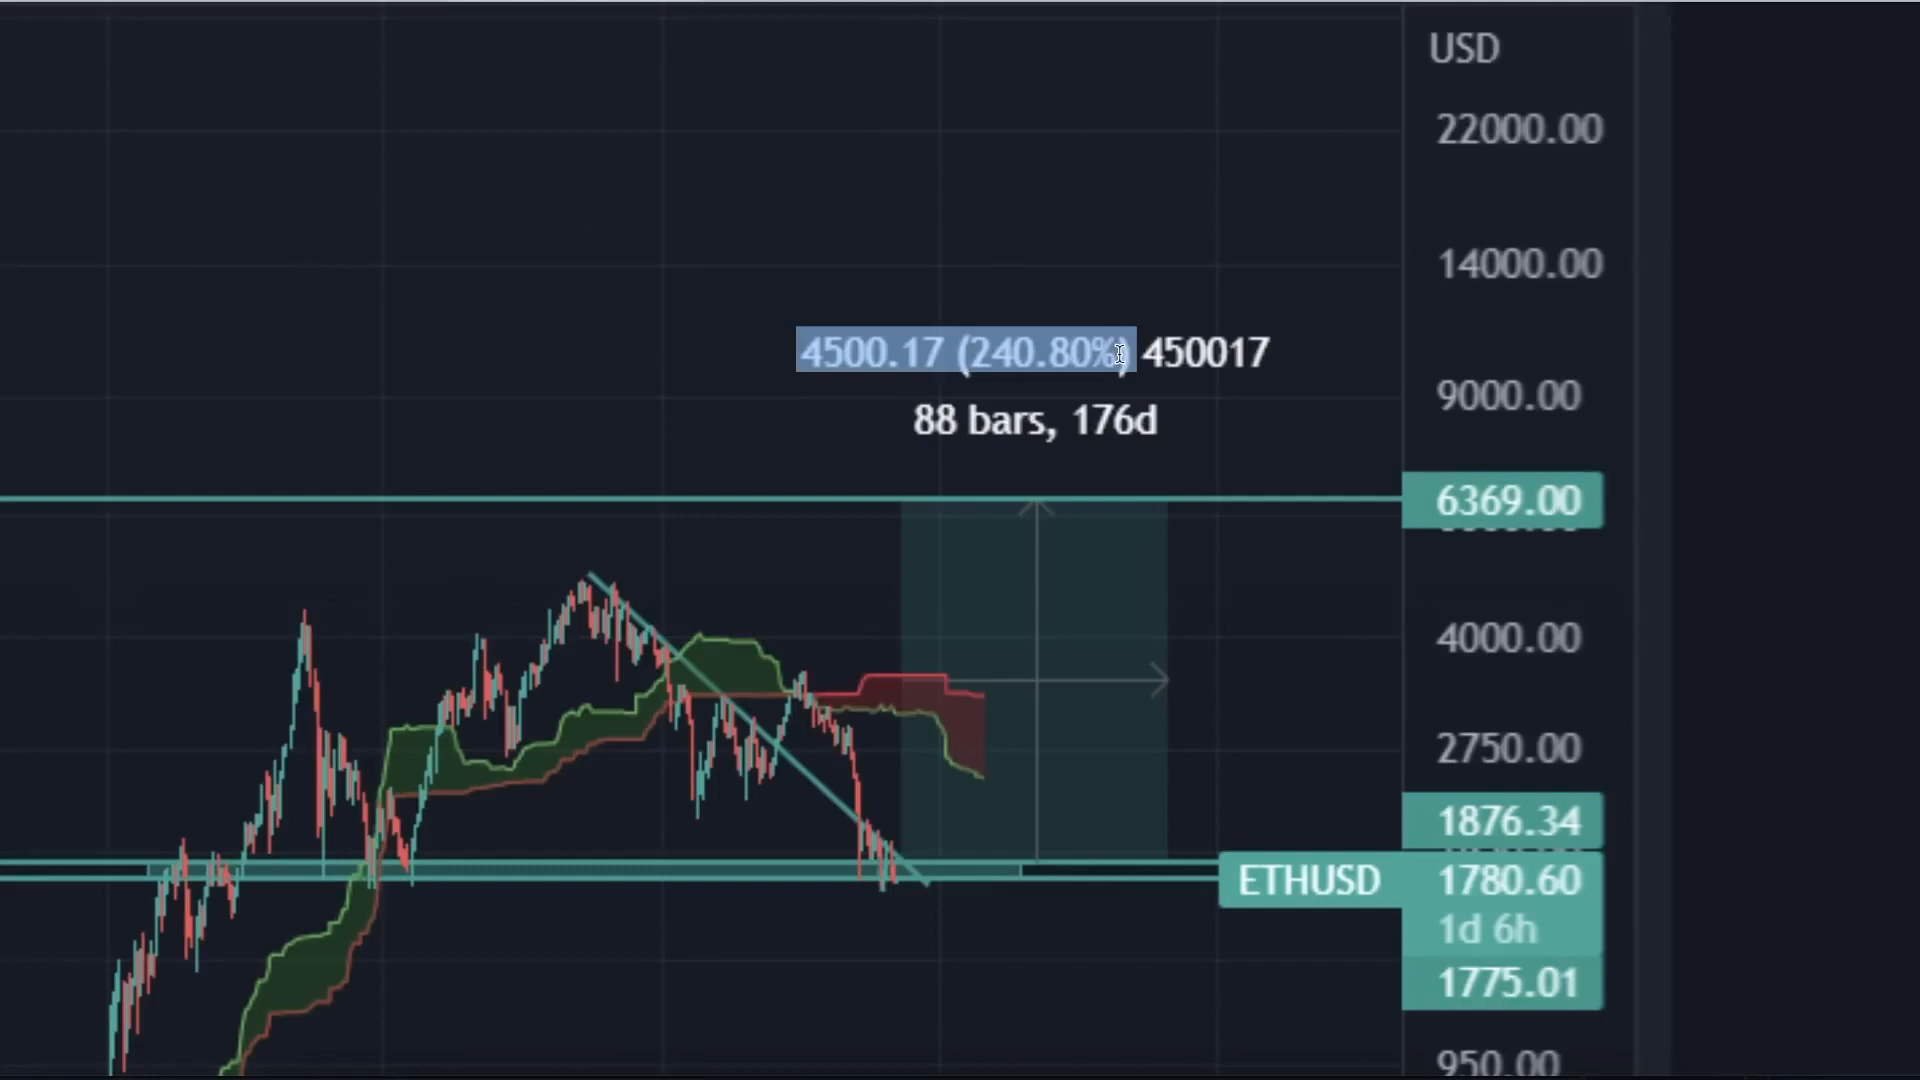 USD
22000.00
14000.00
4500.17 (240.80%) 450017
9000.00
88 bars, 176d
6369.00
4000.00
2750.00
1876.34
ETHUSD 1780.60
1d 6h
1775.01
950.00